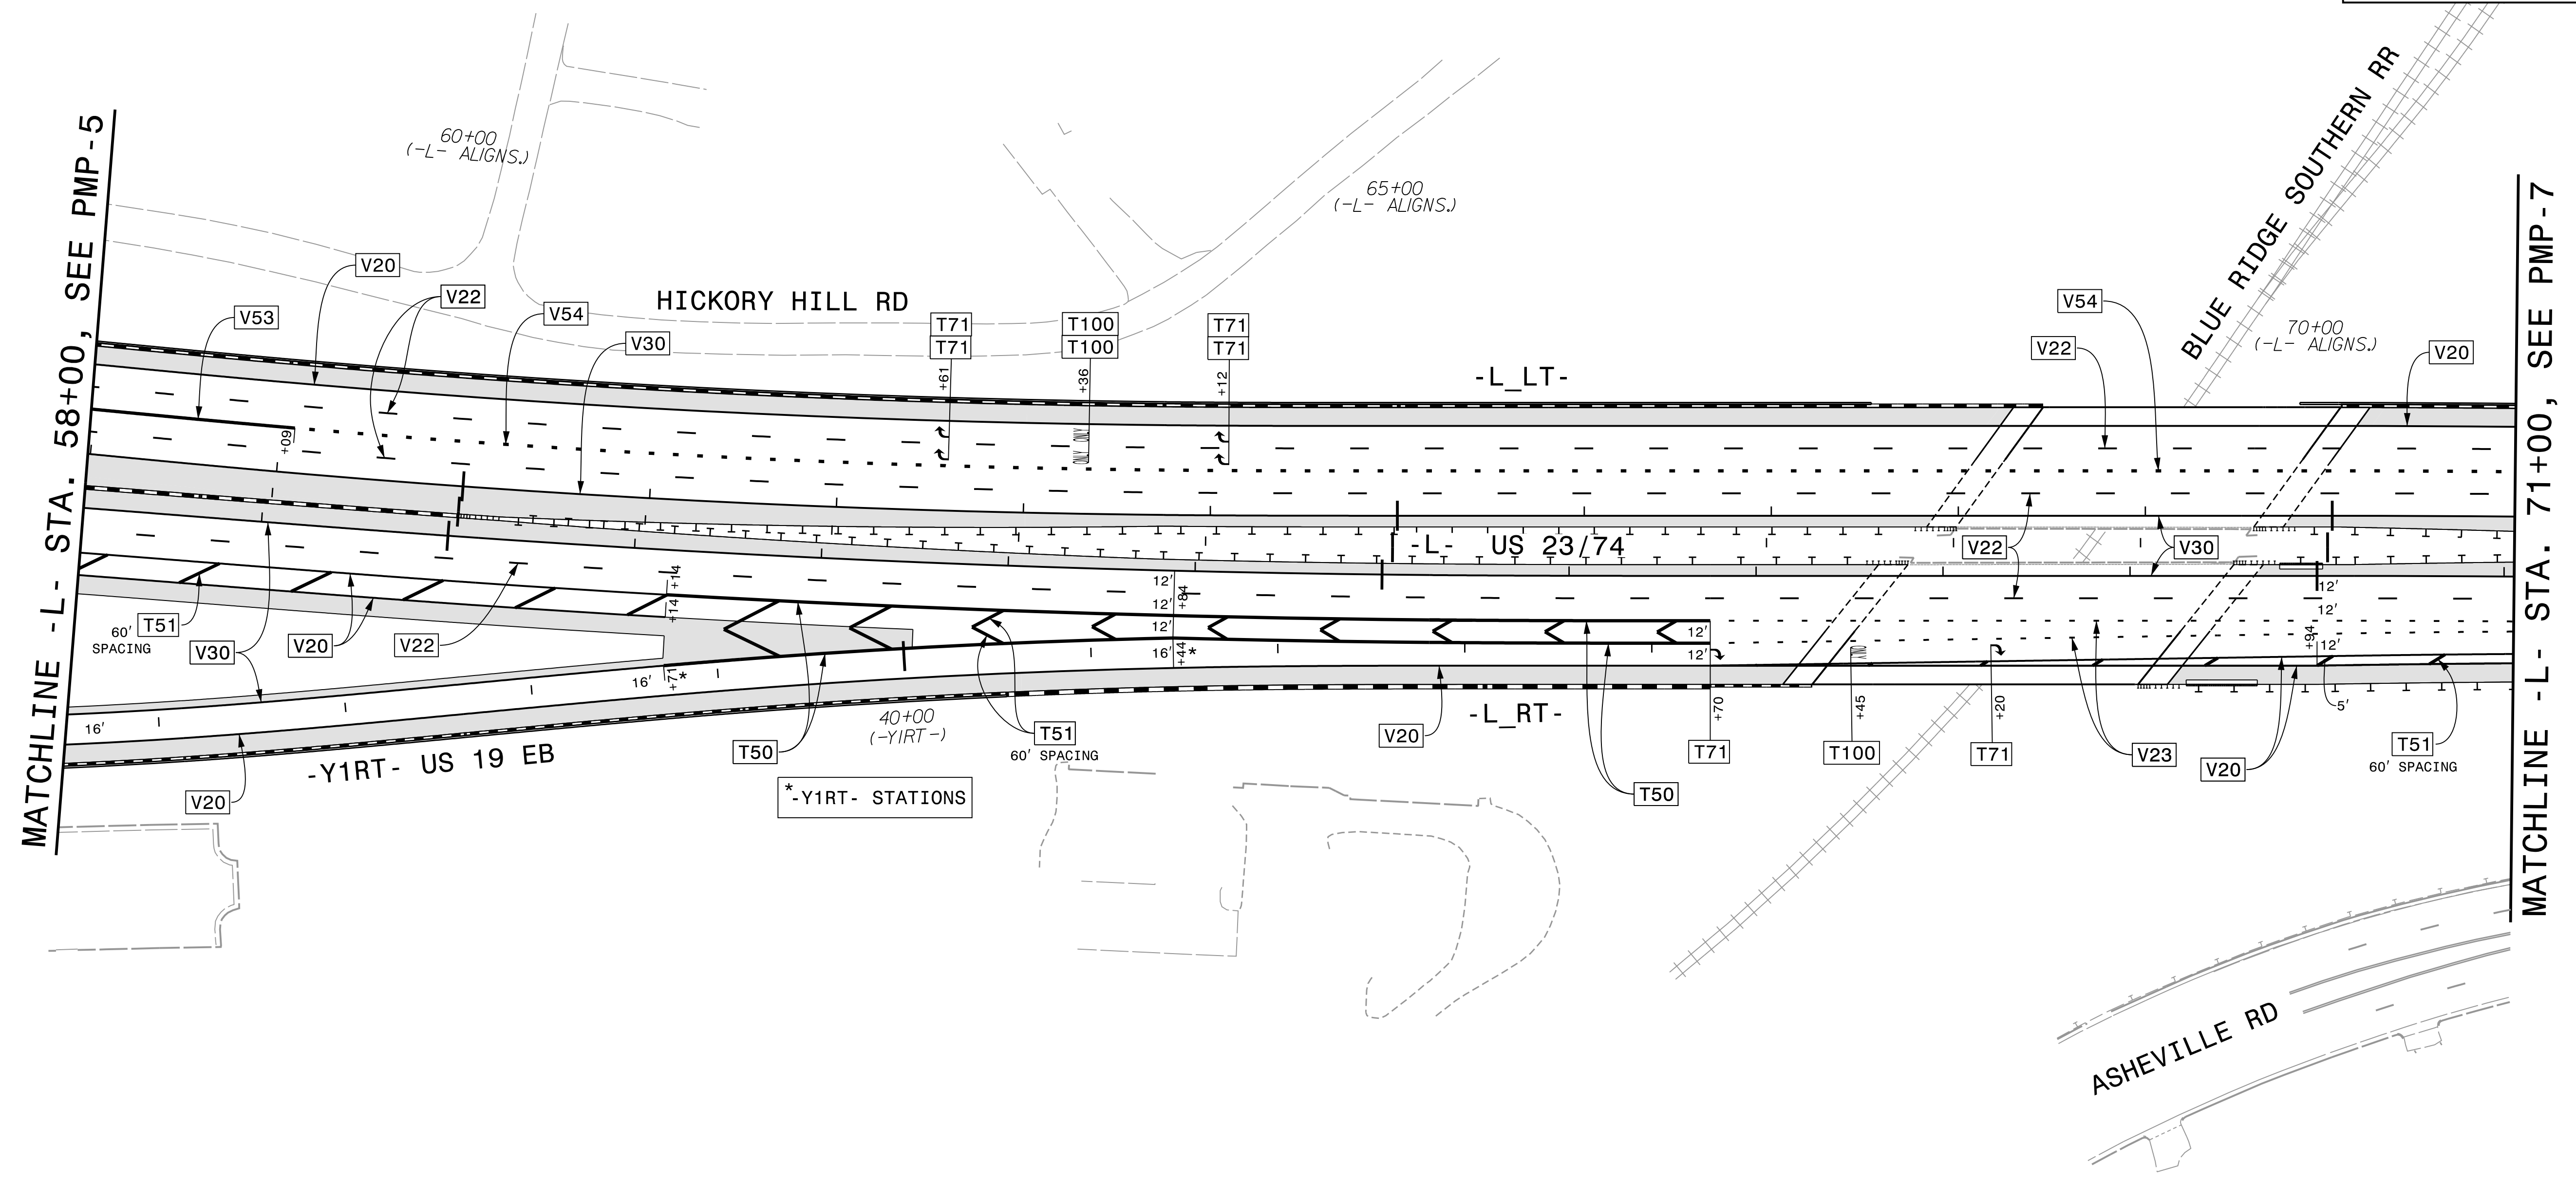 MATCHLINE -L- STA. 58+00, SEE PMP-5
60+00
(-L- ALIGNS.)
65+00
(-L- ALIGNS.)
BLUE RIDGE SOUTHERN RR
70+00
(-L- ALIGNS.)
MATCHLINE -L- STA. 71+00, SEE PMP-7
V20
V22
V53
V54
HICKORY HILL RD
V30
T71
T71
T100
T100
T71
T71
+61
+36
+12
-L_LT-
V54
V22
V20
+09
ONLY
ONLY
-L- US 23/74
V22
V30
T51
60'
SPACING
V30
V20
V22
+14
+14
12'
12'
12'
16'
+84
+44
*
12'
12'
12'
12'
12'
+94
5'
16'
16'
+71
*
V20
-Y1RT- US 19 EB
T50
40+00
(-Y1RT-)
T51
60' SPACING
*-Y1RT- STATIONS
V20
-L_RT-
T50
+70
T71
+45
T100
ONLY
+20
T71
V23
V20
T51
60' SPACING
ASHEVILLE RD